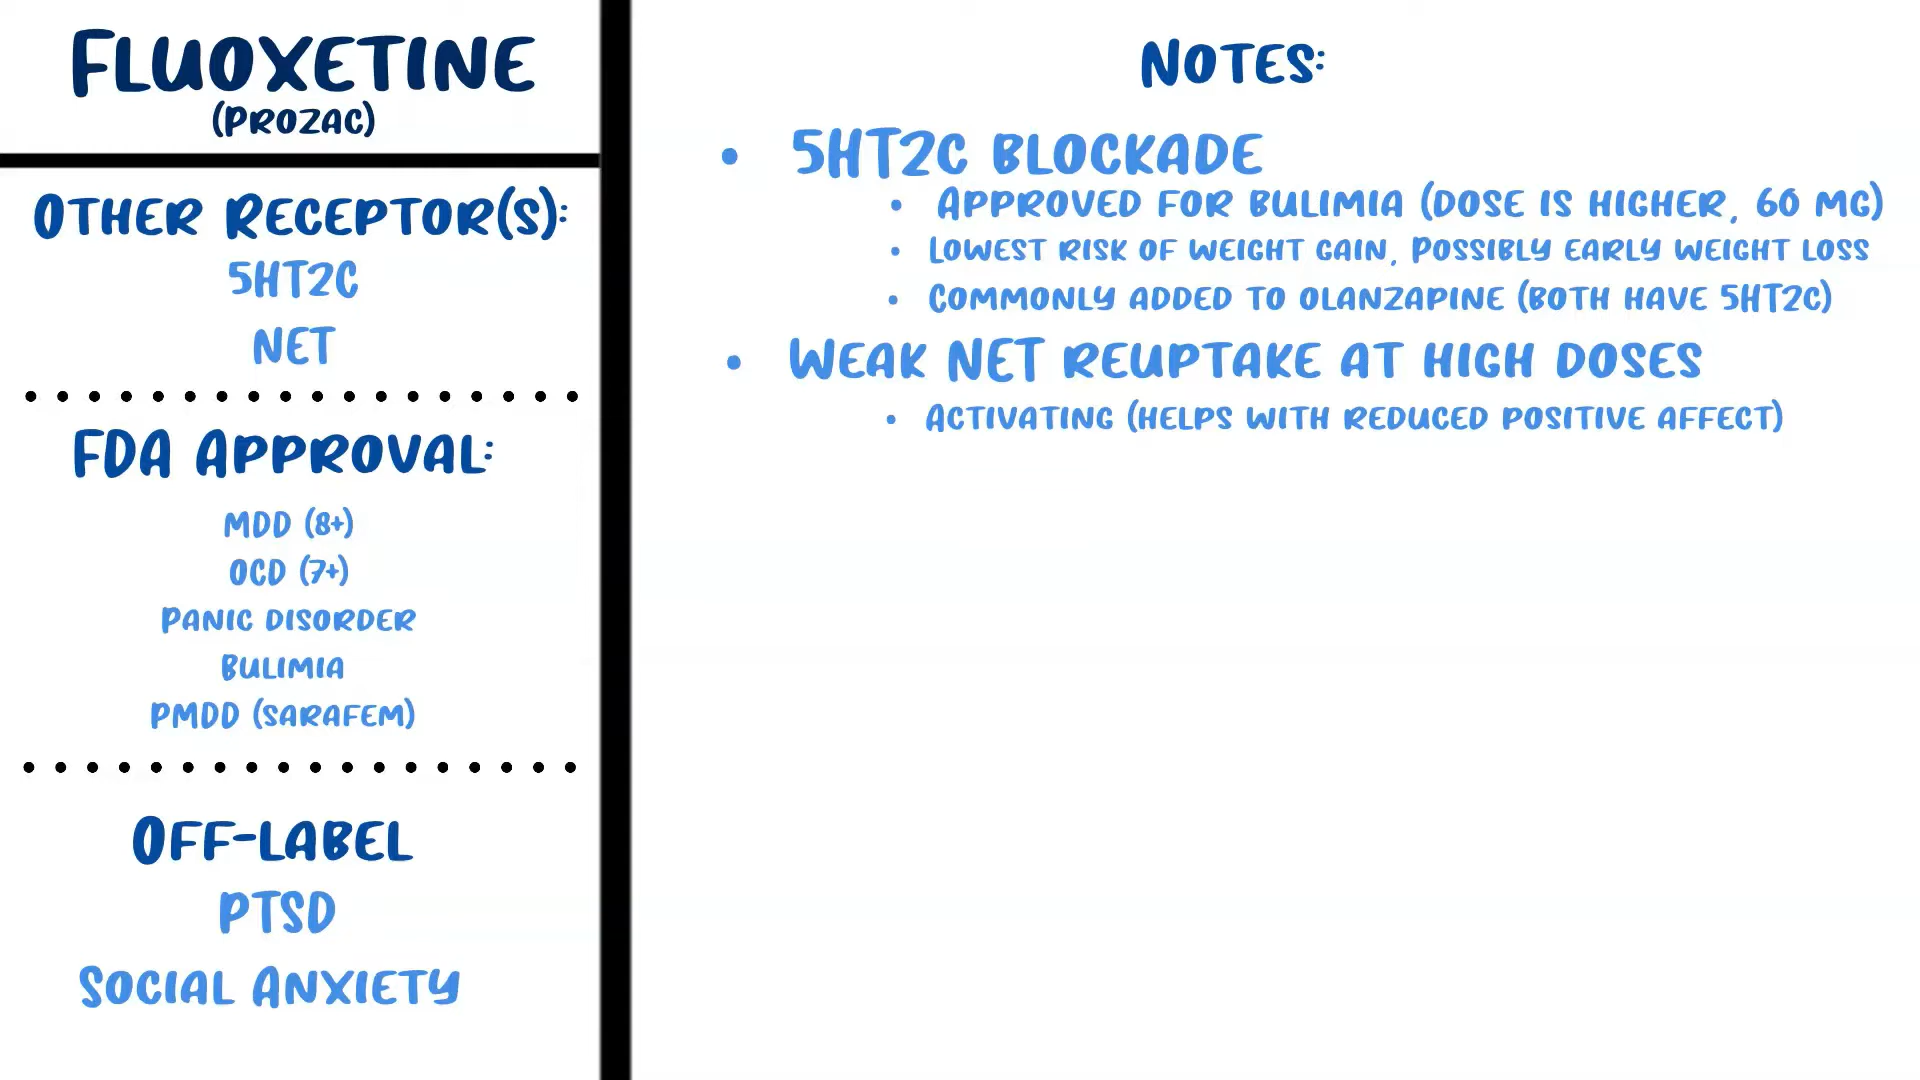 FLUOXETINE
(PROZAC)
OTHER RECEPTOR(S):
5HT2C
NET
FDA APPROVAL:
MDD (8+)
OCD (7+)
PANIC DISORDER
BULIMIA
PMDD (SARAFEM)
OFF-LABEL
PTSD
SOCIAL ANXIETY
NOTES:
• 5HT2C BLOCKADE
• APPROVED FOR BULIMIA (DOSE IS HIGHER, 60 MG)
• LOWEST RISK OF WEIGHT GAIN, POSSIBLY EARLY WEIGHT LOSS
• COMMONLY ADDED TO OLANZAPINE (BOTH HAVE 5HT2C)
• WEAK NET REUPTAKE AT HIGH DOSES
• ACTIVATING (HELPS WITH REDUCED POSITIVE AFFECT)